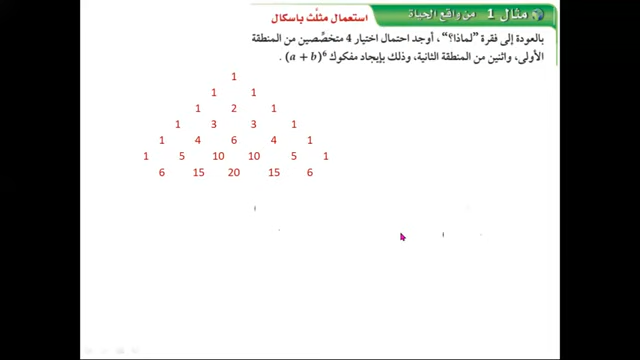 مثال 1 من واقع الحياة استعمال مثلث باسكال
بالعودة إلى فقرة "لماذا؟"، أوجد احتمال اختيار 4 متخصِّصين من المنطقة
الأولى، واثنين من المنطقة الثانية، وذلك بإيجاد مفكوك (a + b)⁶ .
1
1 1
1 2 1
1 3 3 1
1 4 6 4 1
1 5 10 10 5 1
6 15 20 15 6